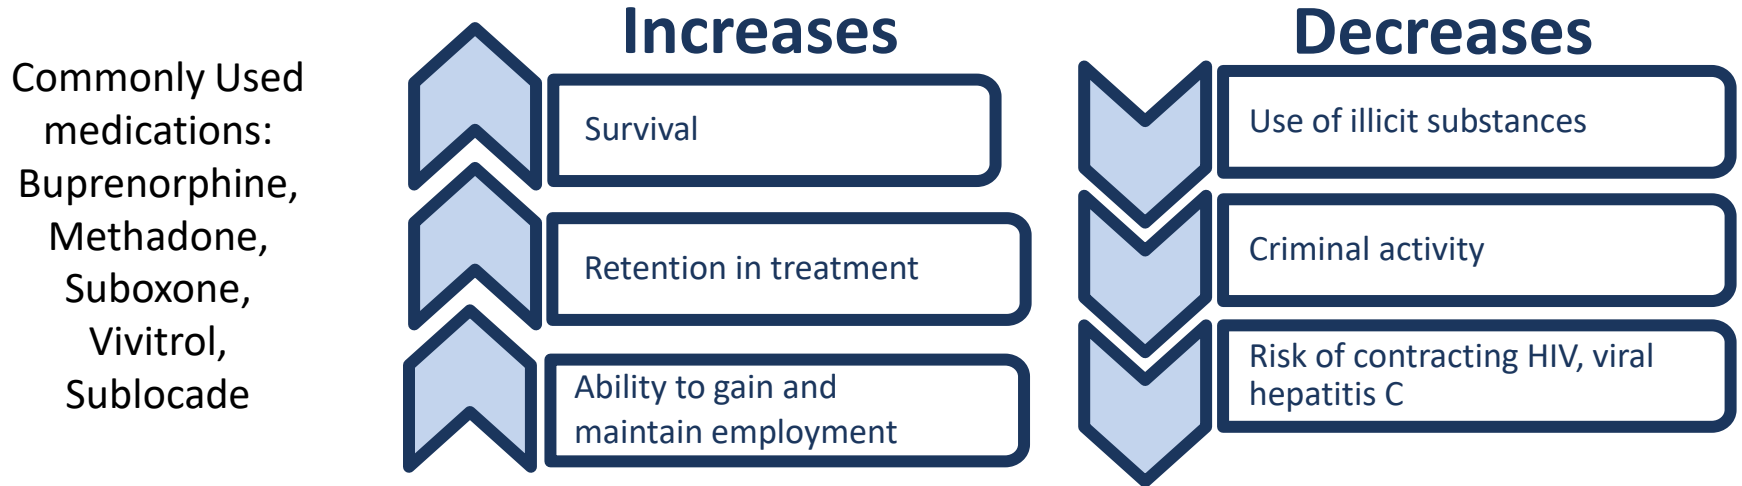 Commonly Used
medications:
Buprenorphine,
Methadone,
Suboxone,
Vivitrol,
Sublocade
Increases
Survival
Retention in treatment
Ability to gain and
maintain employment
Decreases
Use of illicit substances
Criminal activity
Risk of contracting HIV, viral
hepatitis C